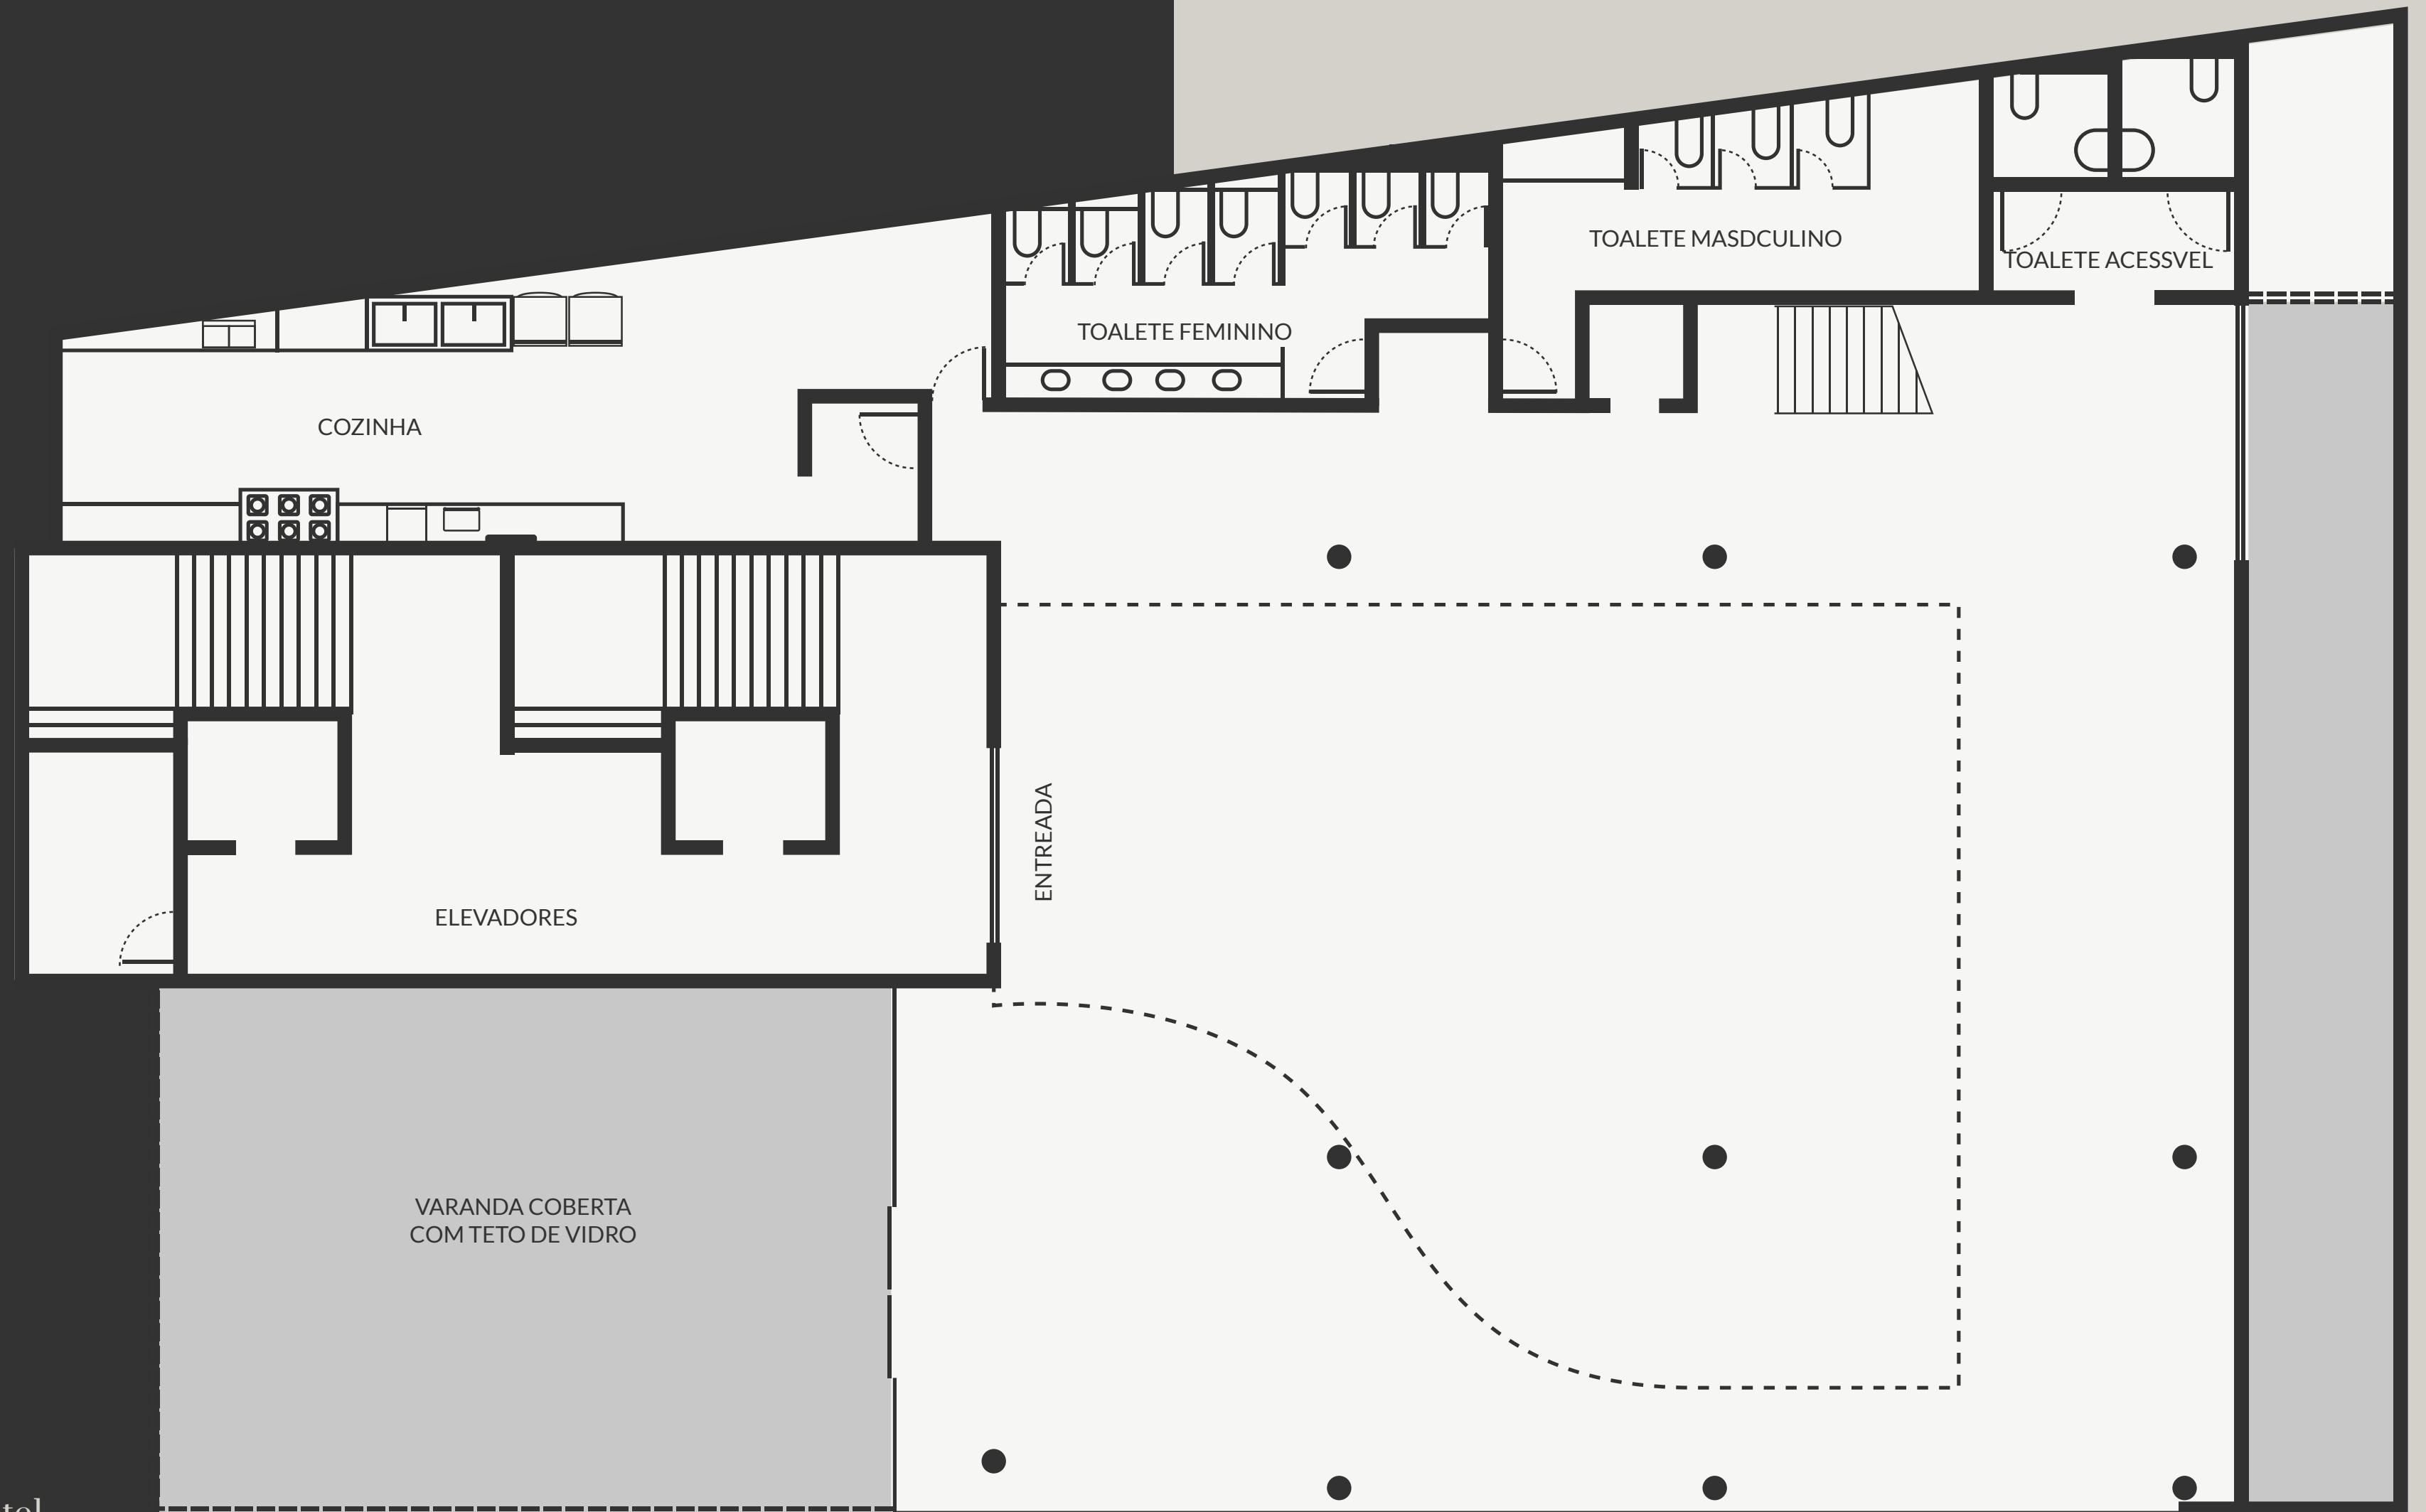 TOALETE MASDCULINO
TOALETE ACESSVEL
TOALETE FEMININO
COZINHA
ENTREADA
ELEVADORES
VARANDA COBERTA
COM TETO DE VIDRO